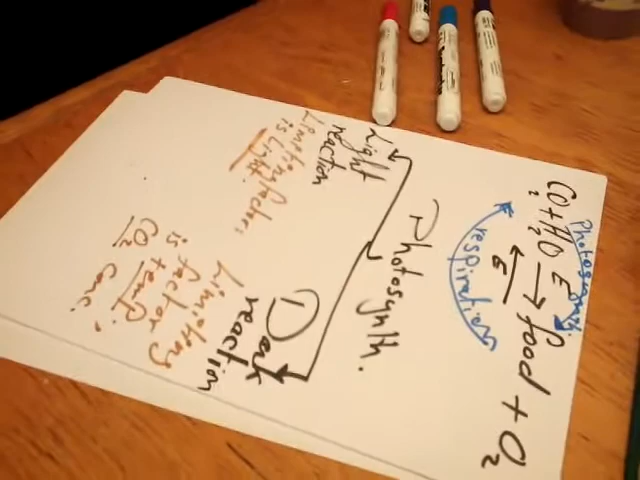 Photosynth.
CO2 + H2O E → food + O2
← E
respiration
Photosynth.
Light
reaction
Limiting factor
is Light.
Dark
reaction
Limiting
factor
is temp.
CO2 conc.